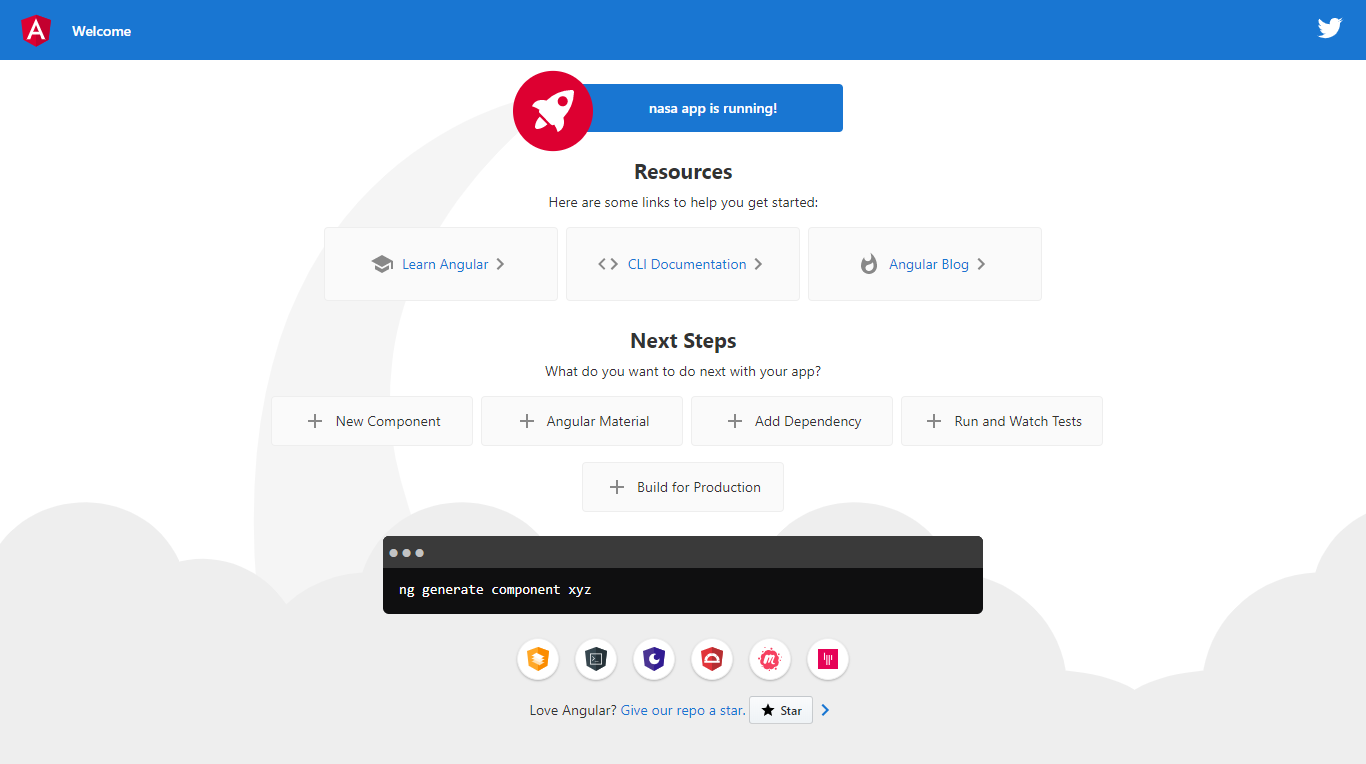 Welcome
nasa app is running!
Resources
Here are some links to help you get started:
Learn Angular
CLI Documentation
Angular Blog
Next Steps
What do you want to do next with your app?
New Component
Angular Material
Add Dependency
Run and Watch Tests
Build for Production
ng generate component xyz
Love Angular? Give our repo a star. Star